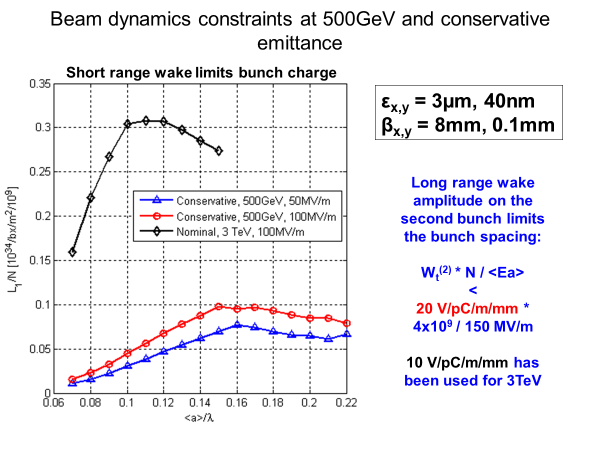 Beam dynamics constraints at 500GeV and conservative
emittance
Short range wake limits bunch charge
0.35
0.3
0.25
0.2
0.15
0.1
0.05
0
L₁/N [10³⁴/bx/m²/10⁹]
Conservative, 500GeV, 50MV/m
Conservative, 500GeV, 100MV/m
Nominal, 3 TeV, 100MV/m
0.06 0.08 0.1 0.12 0.14 0.16 0.18 0.2 0.22
<a>/λ
εx,y = 3μm, 40nm
βx,y = 8mm, 0.1mm
Long range wake
amplitude on the
second bunch limits
the bunch spacing:
Wt⁽²⁾ * N / <Ea>
<
20 V/pC/m/mm *
4x10⁹ / 150 MV/m
10 V/pC/m/mm has
been used for 3TeV